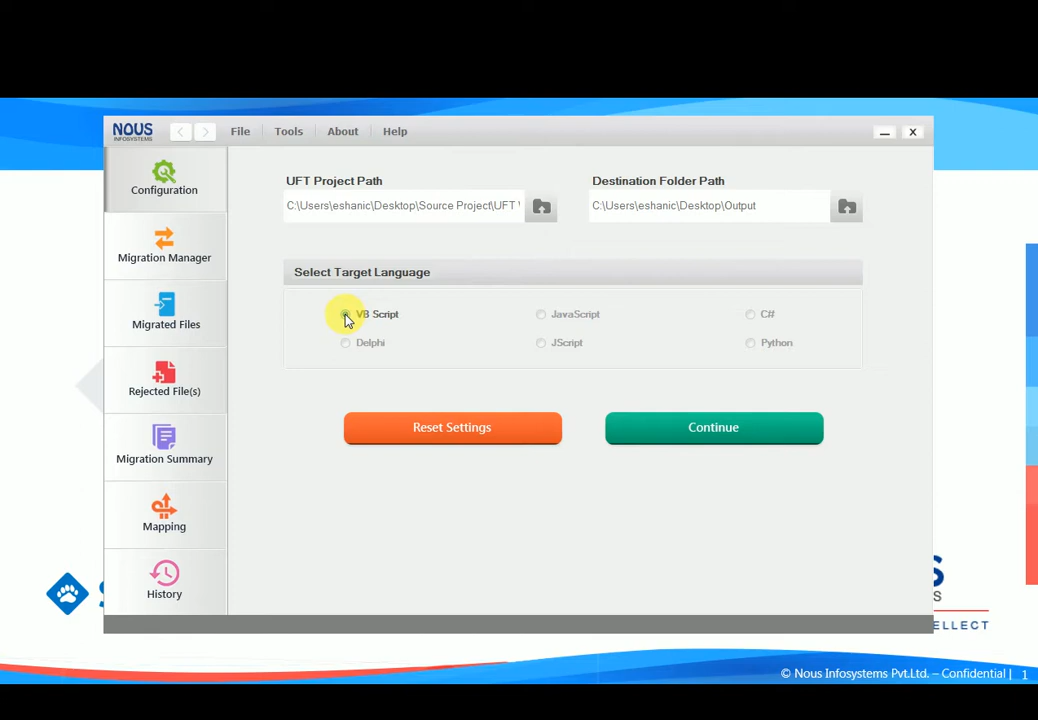 NOUS
INFOSYSTEMS
File Tools About Help
Configuration
Migration Manager
Migrated Files
Rejected File(s)
Migration Summary
Mapping
History
UFT Project Path
Destination Folder Path
C:\Users\eshanic\Desktop\Source Project\UFT
C:\Users\eshanic\Desktop\Output
Select Target Language
VB Script
JavaScript
C#
Delphi
JScript
Python
Reset Settings
Continue
S
S
S
ELLECT
© Nous Infosystems Pvt.Ltd. – Confidential | 1